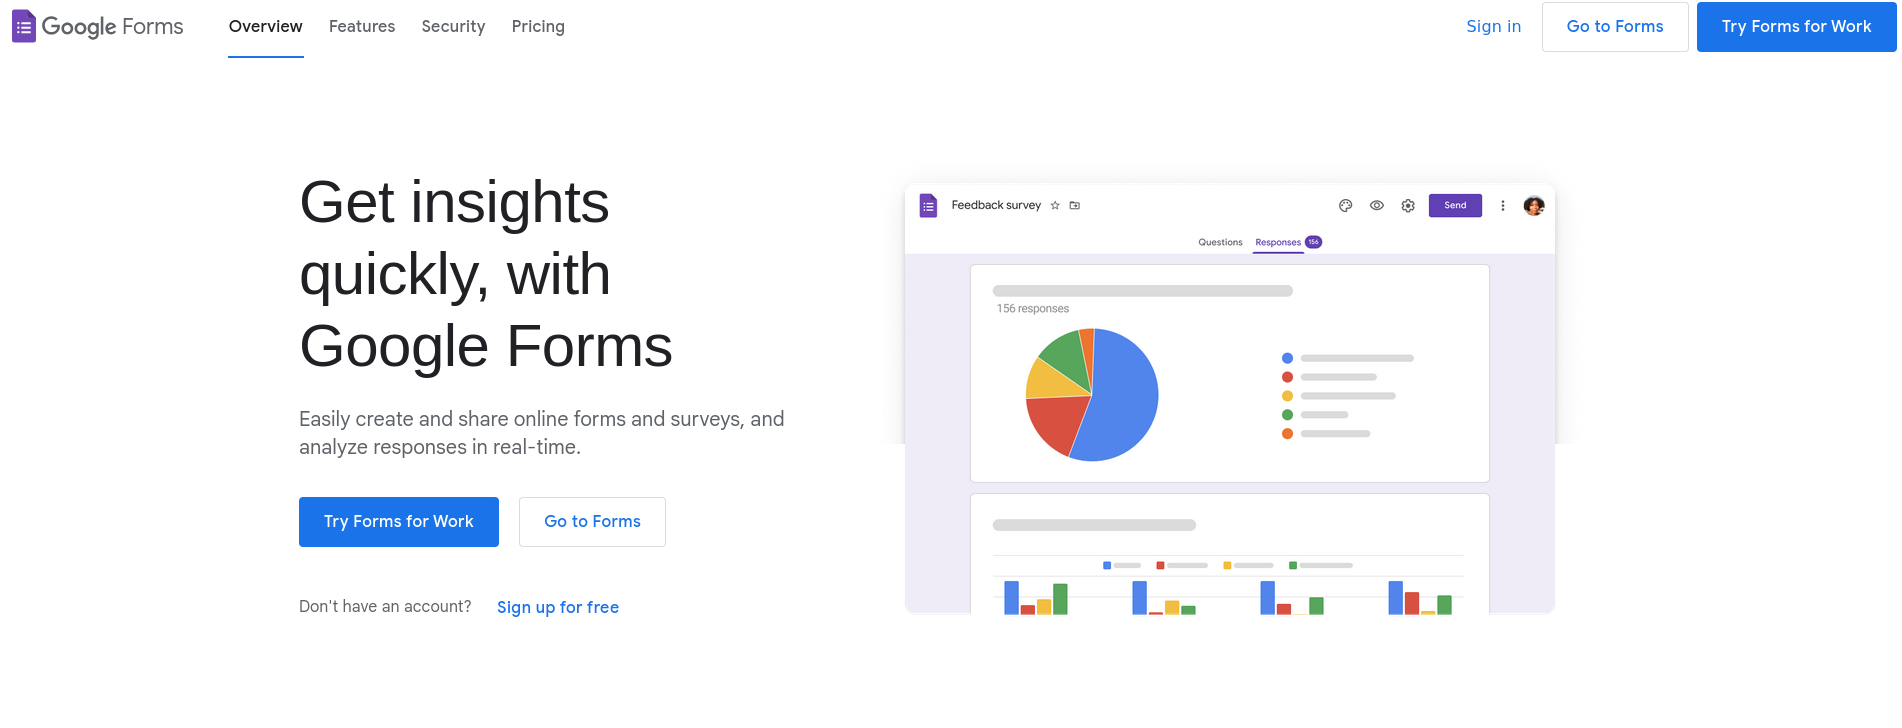 Google Forms
Overview
Features
Security
Pricing
Sign in
Go to Forms
Try Forms for Work
Get insights
quickly, with
Google Forms
Easily create and share online forms and surveys, and
analyze responses in real-time.
Try Forms for Work
Go to Forms
Don't have an account?
Sign up for free
Feedback survey
Send
Questions
Responses
156
156 responses